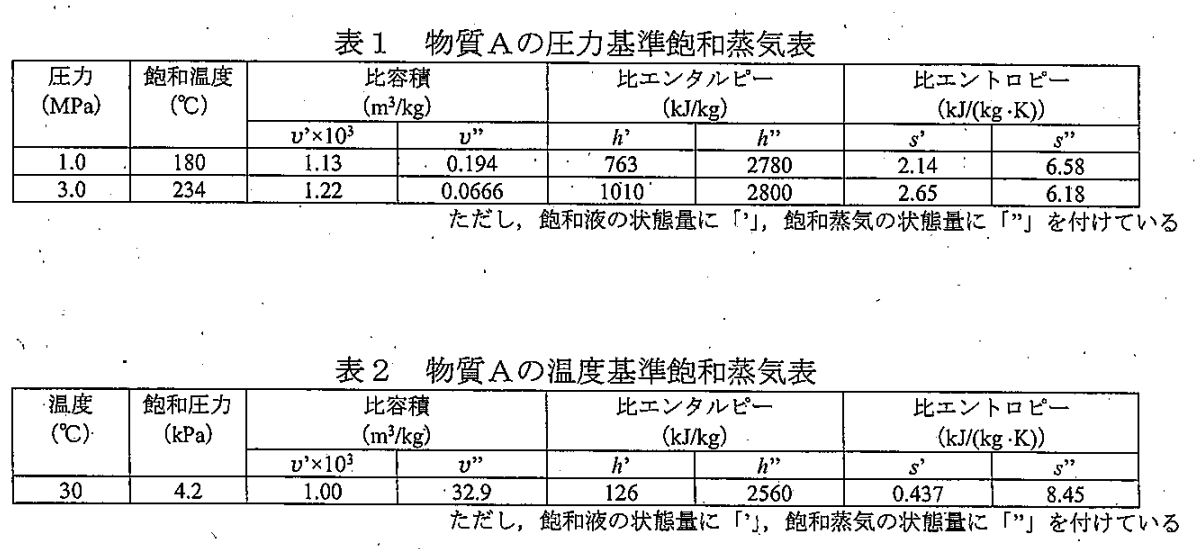 表１　物質Ａの圧力基準飽和蒸気表
圧力 飽和温度 比容積 比エンタルピー 比エントロピー
(MPa) (℃) (m³/kg) (kJ/kg) (kJ/(kg·K))
υ’×10³ υ” h’ h” s’ s”
1.0 180 1.13 0.194 763 2780 2.14 6.58
3.0 234 1.22 0.0666 1010 2800 2.65 6.18
ただし，飽和液の状態量に「’」，飽和蒸気の状態量に「”」を付けている
表２　物質Ａの温度基準飽和蒸気表
温度 飽和圧力 比容積 比エンタルピー 比エントロピー
(℃) (kPa) (m³/kg) (kJ/kg) (kJ/(kg·K))
υ’×10³ υ” h’ h” s’ s”
30 4.2 1.00 32.9 126 2560 0.437 8.45
ただし，飽和液の状態量に「’」，飽和蒸気の状態量に「”」を付けている